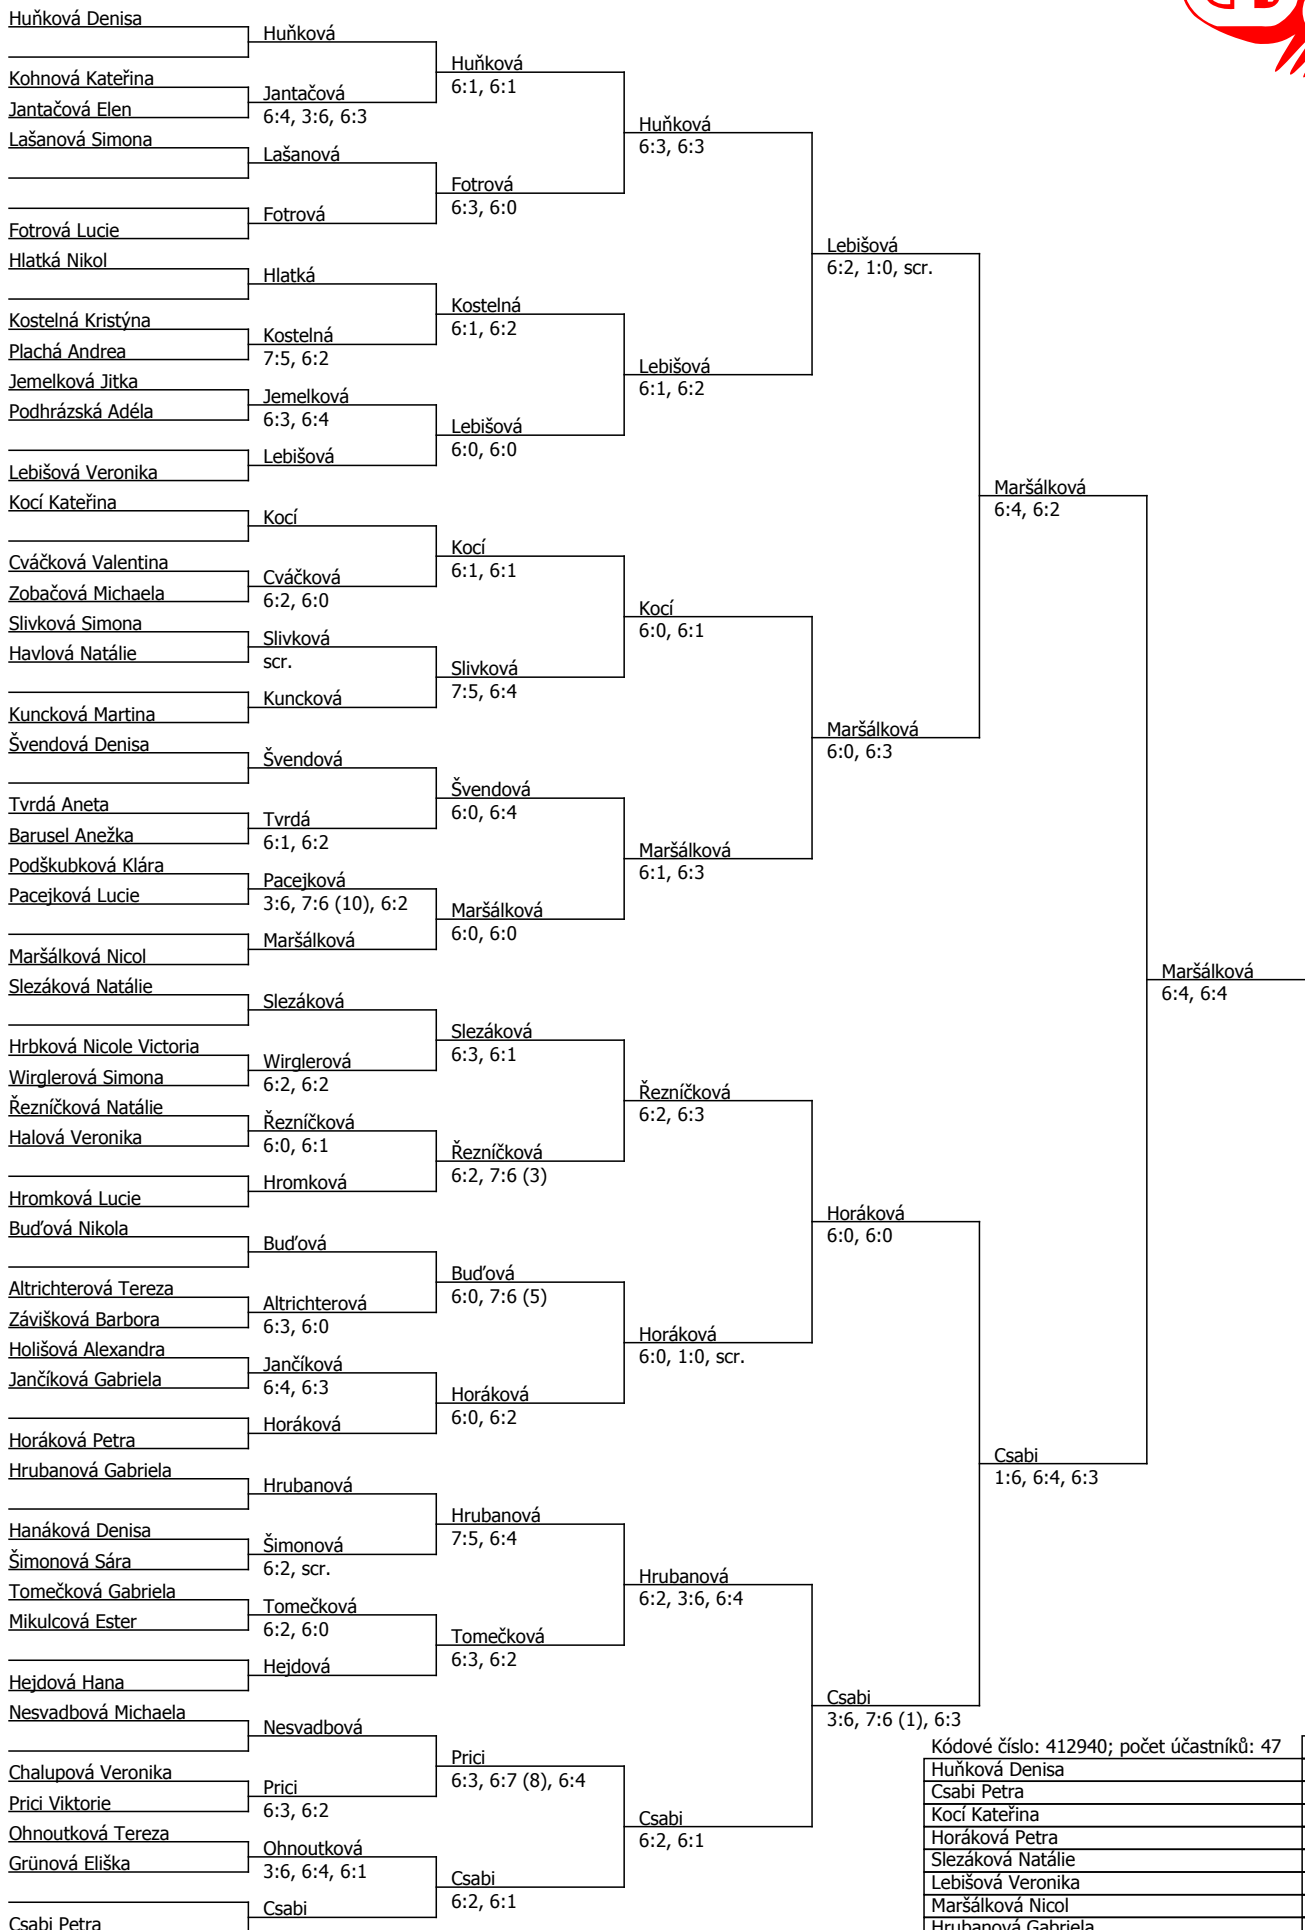 Huňková Denisa
Kohnová Kateřina
Jantačová Elen
Lašanová Simona
Fotrová Lucie
Hlatká Nikol
Kostelná Kristýna
Plachá Andrea
Jemelková Jitka
Podhrázská Adéla
Lebišová Veronika
Kocí Kateřina
Cváčková Valentina
Zobačová Michaela
Slivková Simona
Havlová Natálie
Kuncková Martina
Švendová Denisa
Tvrdá Aneta
Barusel Anežka
Podškubková Klára
Pacejková Lucie
Maršálková Nicol
Slezáková Natálie
Hrbková Nicole Victoria
Wirglerová Simona
Řezníčková Natálie
Halová Veronika
Hromková Lucie
Buďová Nikola
Altrichterová Tereza
Závišková Barbora
Holišová Alexandra
Jančíková Gabriela
Horáková Petra
Hrubanová Gabriela
Hanáková Denisa
Šimonová Sára
Tomečková Gabriela
Mikulcová Ester
Hejdová Hana
Nesvadbová Michaela
Chalupová Veronika
Prici Viktorie
Ohnoutková Tereza
Grünová Eliška
Csabi Petra
Huňková
Jantačová
6:4, 3:6, 6:3
Lašanová
Fotrová
Hlatká
Kostelná
7:5, 6:2
Jemelková
6:3, 6:4
Lebišová
Kocí
Cváčková
6:2, 6:0
Slivková
scr.
Kuncková
Švendová
Tvrdá
6:1, 6:2
Pacejková
3:6, 7:6 (10), 6:2
Maršálková
Slezáková
Wirglerová
6:2, 6:2
Řezníčková
6:0, 6:1
Hromková
Buďová
Altrichterová
6:3, 6:0
Jančíková
6:4, 6:3
Horáková
Hrubanová
Šimonová
6:2, scr.
Tomečková
6:2, 6:0
Hejdová
Nesvadbová
Prici
6:3, 6:2
Ohnoutková
3:6, 6:4, 6:1
Csabi
Huňková
6:1, 6:1
Fotrová
6:3, 6:0
Kostelná
6:1, 6:2
Lebišová
6:0, 6:0
Kocí
6:1, 6:1
Slivková
7:5, 6:4
Švendová
6:0, 6:4
Maršálková
6:0, 6:0
Slezáková
6:3, 6:1
Řezníčková
6:2, 7:6 (3)
Buďová
6:0, 7:6 (5)
Horáková
6:0, 6:2
Hrubanová
7:5, 6:4
Tomečková
6:3, 6:2
Prici
6:3, 6:7 (8), 6:4
Csabi
6:2, 6:1
Huňková
6:3, 6:3
Lebišová
6:1, 6:2
Kocí
6:0, 6:1
Maršálková
6:1, 6:3
Řezníčková
6:2, 6:3
Horáková
6:0, 1:0, scr.
Hrubanová
6:2, 3:6, 6:4
Csabi
6:2, 6:1
Lebišová
6:2, 1:0, scr.
Maršálková
6:0, 6:3
Horáková
6:0, 6:0
Csabi
3:6, 7:6 (1), 6:3
Maršálková
6:4, 6:2
Csabi
1:6, 6:4, 6:3
Maršálková
6:4, 6:4
Kódové číslo: 412940; počet účastníků: 47
Huňková Denisa
Csabi Petra
Kocí Kateřina
Horáková Petra
Slezáková Natálie
Lebišová Veronika
Maršálková Nicol
Hrubanová Gabriela